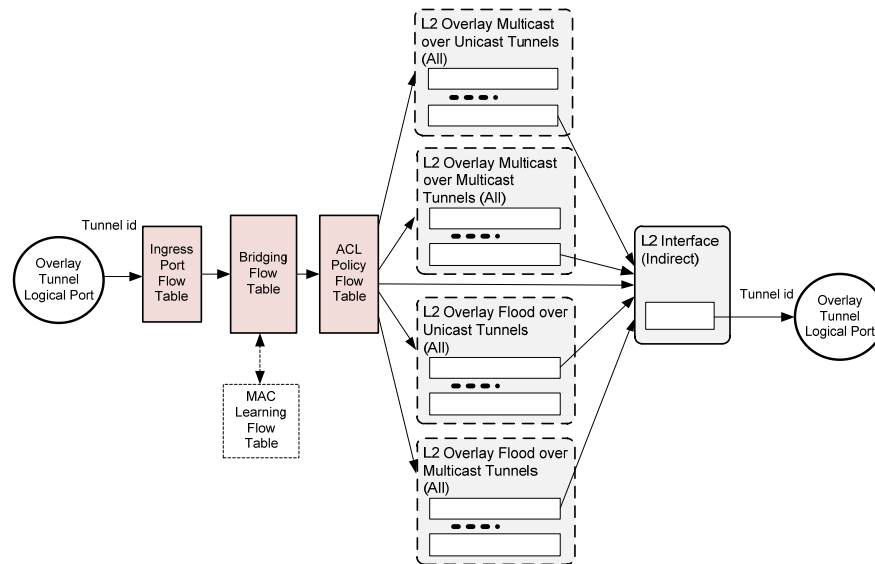 L2 Overlay Multicast
over Unicast Tunnels
(All)
L2 Overlay Multicast
over Multicast
Tunnels (All)
Tunnel id
Overlay
Tunnel
Logical Port
Ingress
Port
Flow
Table
Bridging
Flow
Table
ACL
Policy
Flow
Table
MAC
Learning
Flow
Table
L2 Overlay Flood over
Unicast Tunnels
(All)
L2 Overlay Flood over
Multicast Tunnels
(All)
L2 Interface
(Indirect)
Tunnel id
Overlay
Tunnel
Logical Port